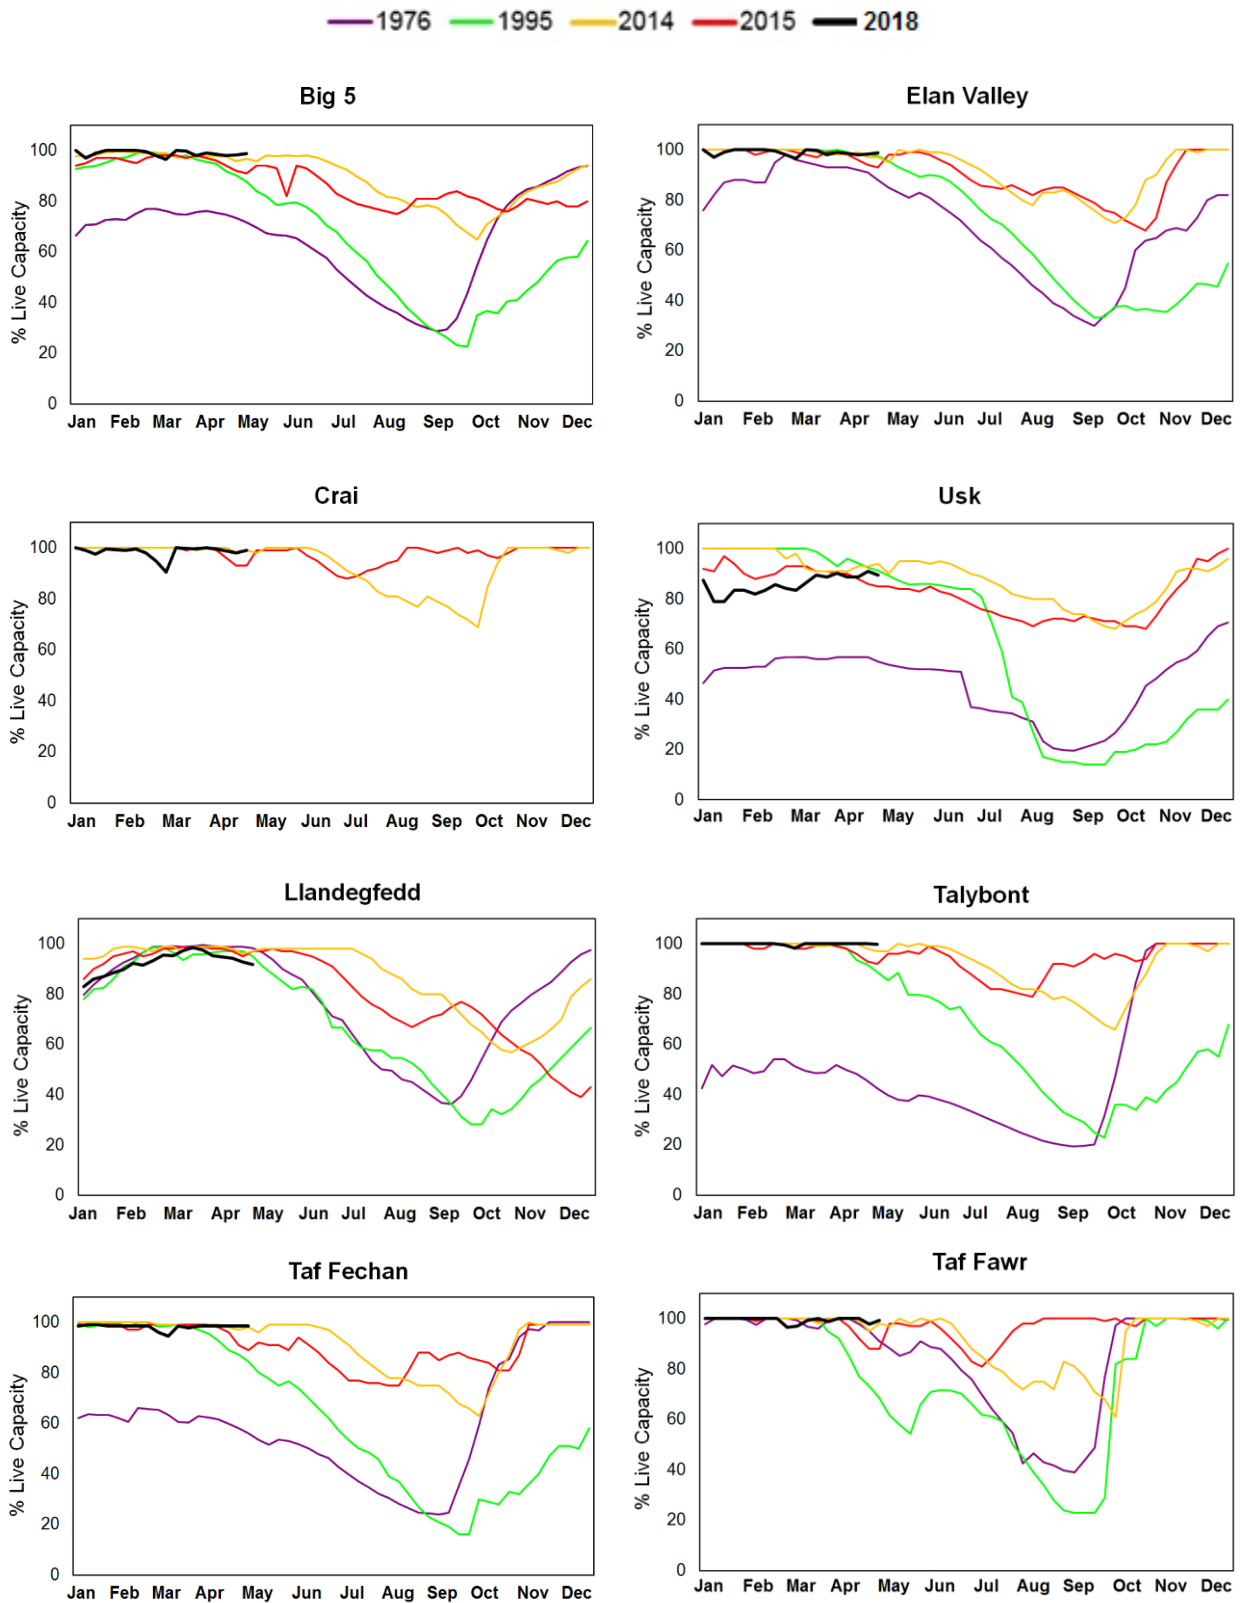 1976 1995 2014 2015 2018
Big 5
Elan Valley
% Live Capacity
100
80
60
40
20
0
Jan Feb Mar Apr May Jun Jul Aug Sep Oct Nov Dec
% Live Capacity
100
80
60
40
20
0
Jan Feb Mar Apr May Jun Jul Aug Sep Oct Nov Dec
Crai
Usk
% Live Capacity
100
80
60
40
20
0
Jan Feb Mar Apr May Jun Jul Aug Sep Oct Nov Dec
% Live Capacity
100
80
60
40
20
0
Jan Feb Mar Apr May Jun Jul Aug Sep Oct Nov Dec
Llandegfedd
Talybont
% Live Capacity
100
80
60
40
20
0
Jan Feb Mar Apr May Jun Jul Aug Sep Oct Nov Dec
% Live Capacity
100
80
60
40
20
0
Jan Feb Mar Apr May Jun Jul Aug Sep Oct Nov Dec
Taf Fechan
Taf Fawr
% Live Capacity
100
80
60
40
20
0
Jan Feb Mar Apr May Jun Jul Aug Sep Oct Nov Dec
% Live Capacity
100
80
60
40
20
0
Jan Feb Mar Apr May Jun Jul Aug Sep Oct Nov Dec